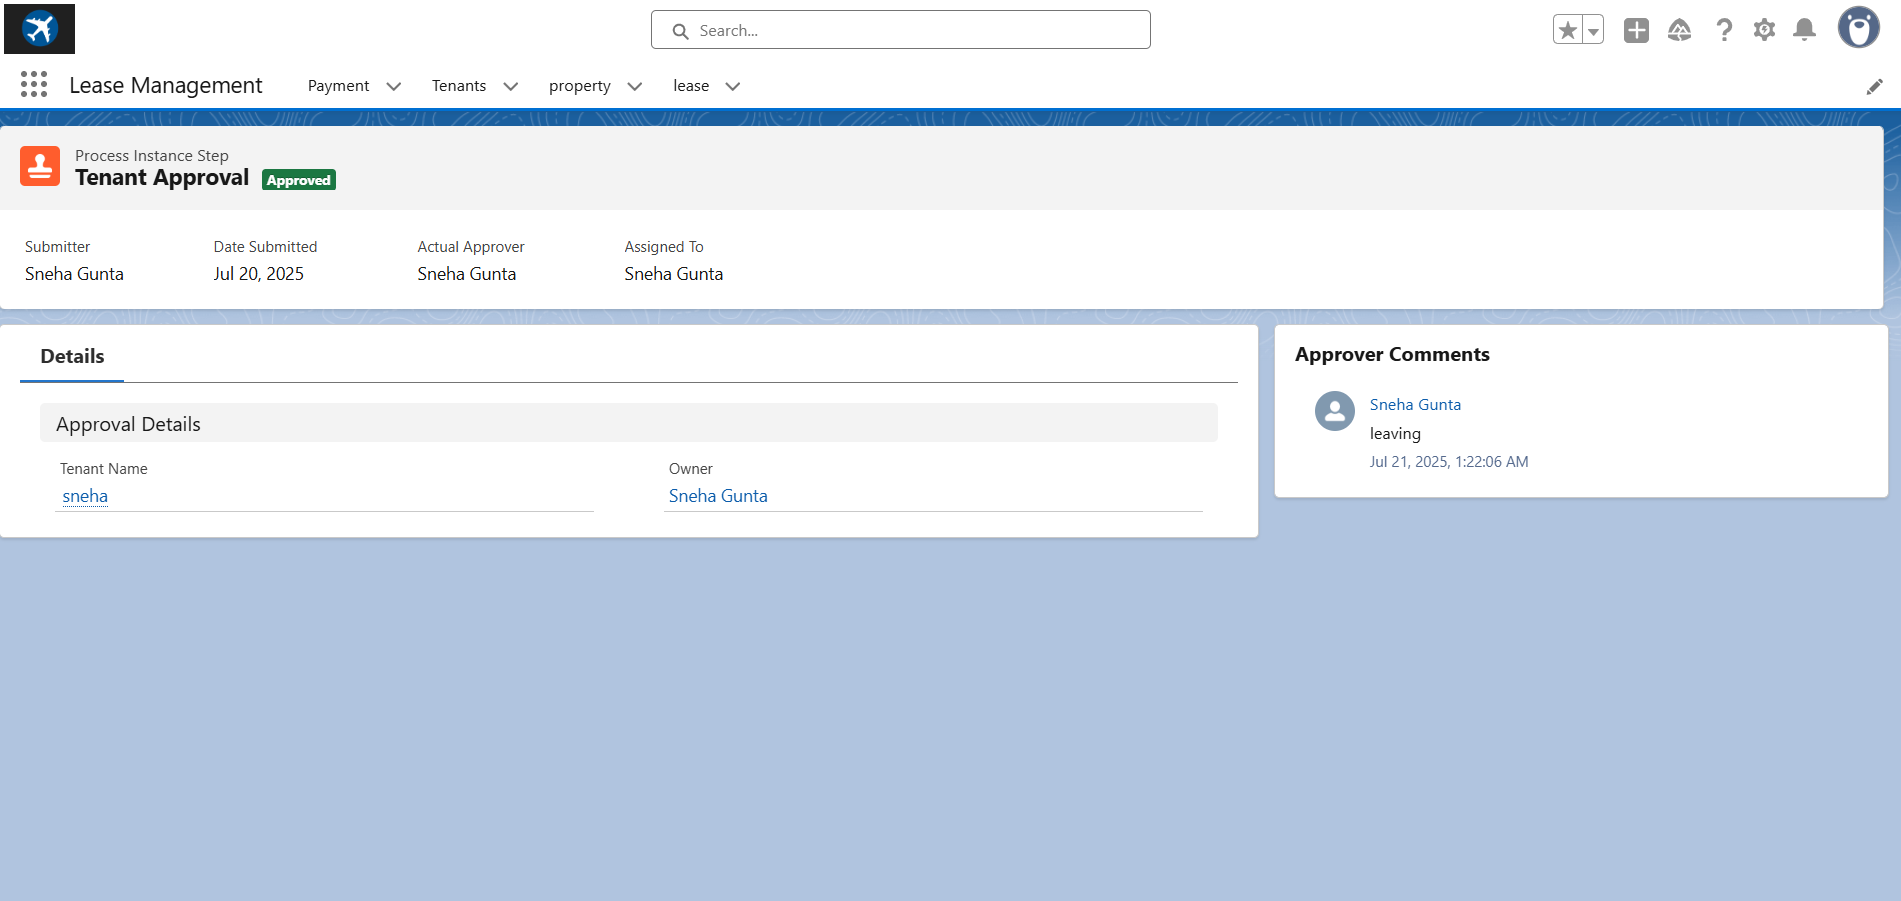 Search...
Lease Management
Payment
Tenants
property
lease
Process Instance Step
Tenant Approval
Approved
Submitter
Date Submitted
Actual Approver
Assigned To
Sneha Gunta
Jul 20, 2025
Sneha Gunta
Sneha Gunta
Details
Approval Details
Tenant Name
Owner
sneha
Sneha Gunta
Approver Comments
Sneha Gunta
leaving
Jul 21, 2025, 1:22:06 AM